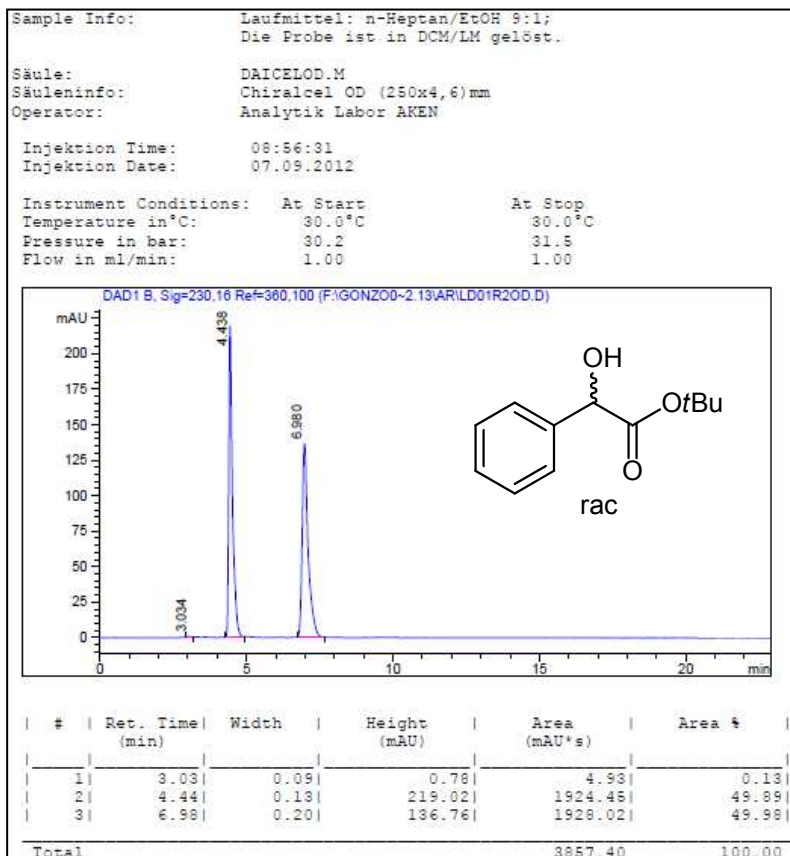 Sample Info: Laufmittel: n-Heptan/EtOH 9:1;
Die Probe ist in DCM/LM gelöst.
Säule: DAICELOD.M
Säuleninfo: Chiralcel OD (250x4,6)mm
Operator: Analytik Labor AKEN
Injektion Time: 08:56:31
Injektion Date: 07.09.2012
Instrument Conditions: At Start At Stop
Temperature in°C: 30.0°C 30.0°C
Pressure in bar: 30.2 31.5
Flow in ml/min: 1.00 1.00
DAD1 B, Sig=230,16 Ref=360,100 (F:\GONZO0~2.13\AR\LD01R2OD.D)
mAU
200
175
150
125
100
75
50
25
0
3.034
4.438
6.980
OH
OtBu
O
rac
0 5 10 15 20 min
| # | Ret. Time| Width | Height | Area | Area % |
(min) (mAU) (mAU*s)
| 1| 3.03| 0.09| 0.78| 4.93| 0.13|
| 2| 4.44| 0.13| 219.02| 1924.45| 49.89|
| 3| 6.98| 0.20| 136.76| 1928.02| 49.98|
Total 3857.40 100.00